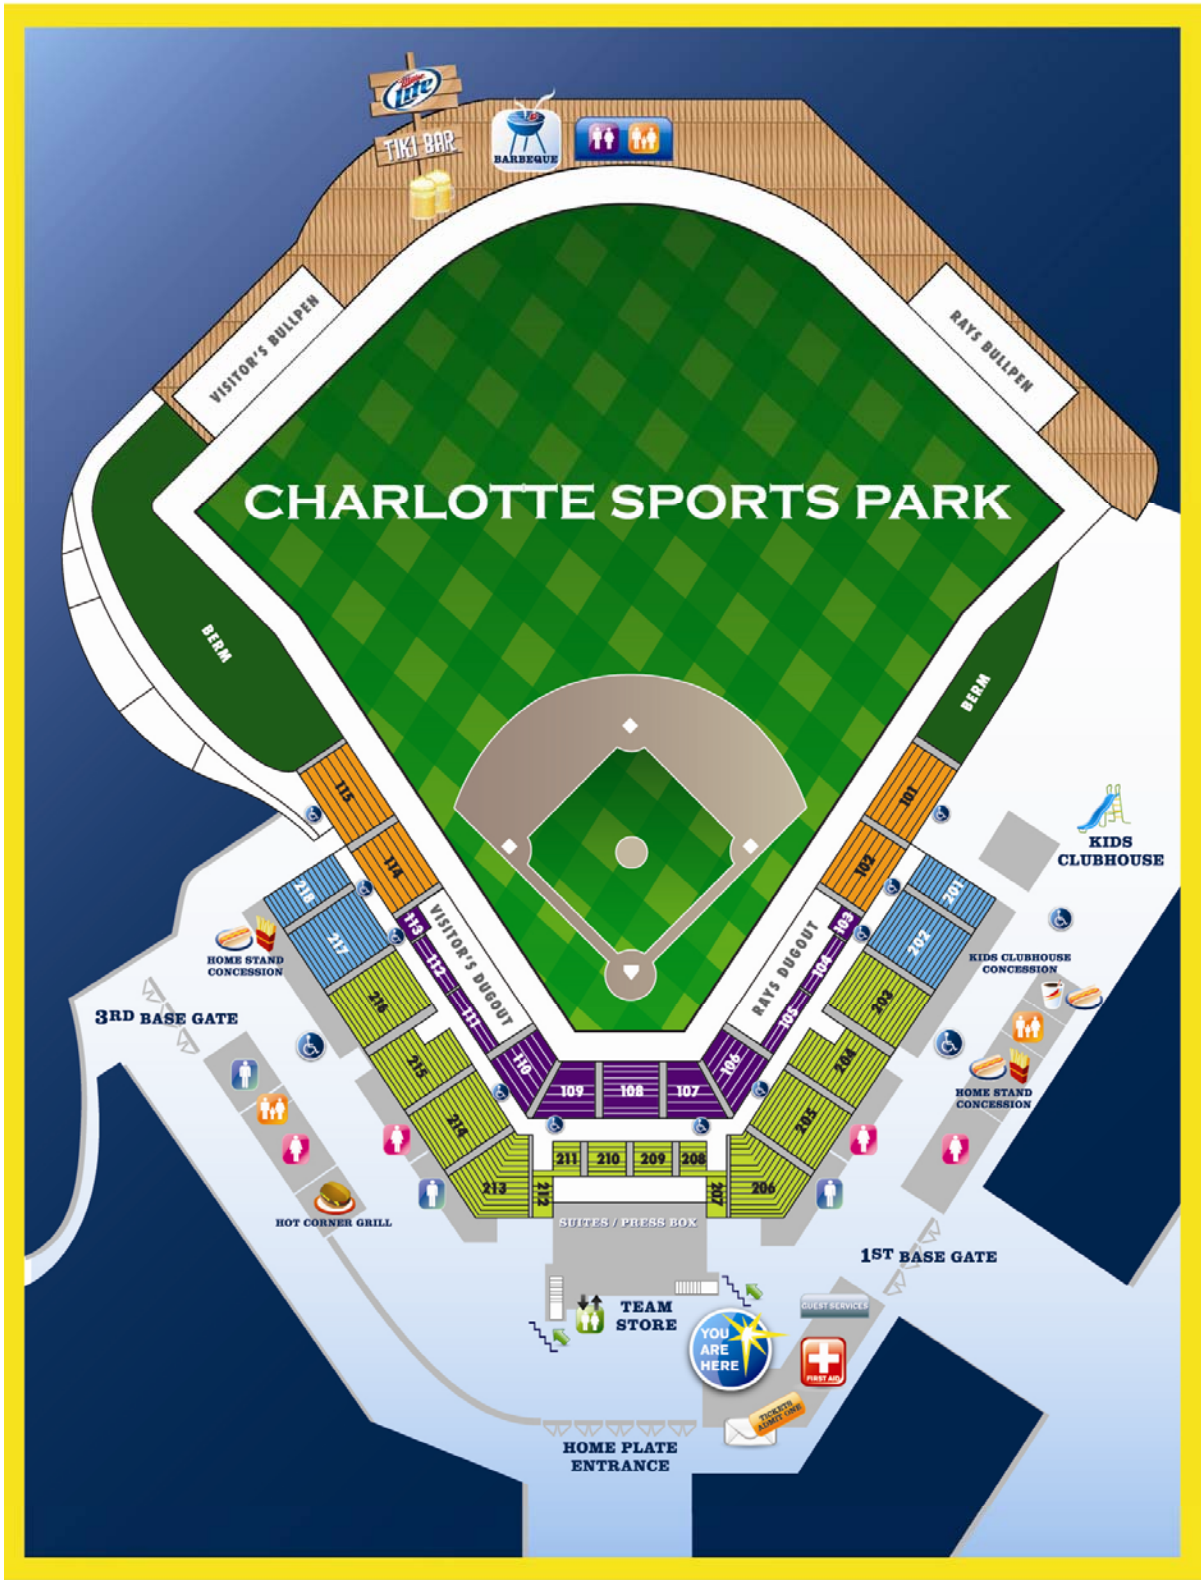 Miller
Lite
TIKI BAR
BARBEQUE
VISITOR'S BULLPEN
RAYS BULLPEN
CHARLOTTE SPORTS PARK
BERM
BERM
115
101
114
102
KIDS
CLUBHOUSE
218
201
217
202
113
103
VISITOR'S DUGOUT
RAYS DUGOUT
112
104
HOME STAND
CONCESSION
KIDS CLUBHOUSE
CONCESSION
216
203
111
105
3RD BASE GATE
215
204
110
106
109
108
107
HOME STAND
CONCESSION
214
205
211
210
209
208
213
212
207
206
HOT CORNER GRILL
SUITES / PRESS BOX
1ST BASE GATE
TEAM
STORE
GUEST SERVICES
YOU
ARE
HERE
FIRST AID
TICKETS
ADMIT ONE
HOME PLATE
ENTRANCE